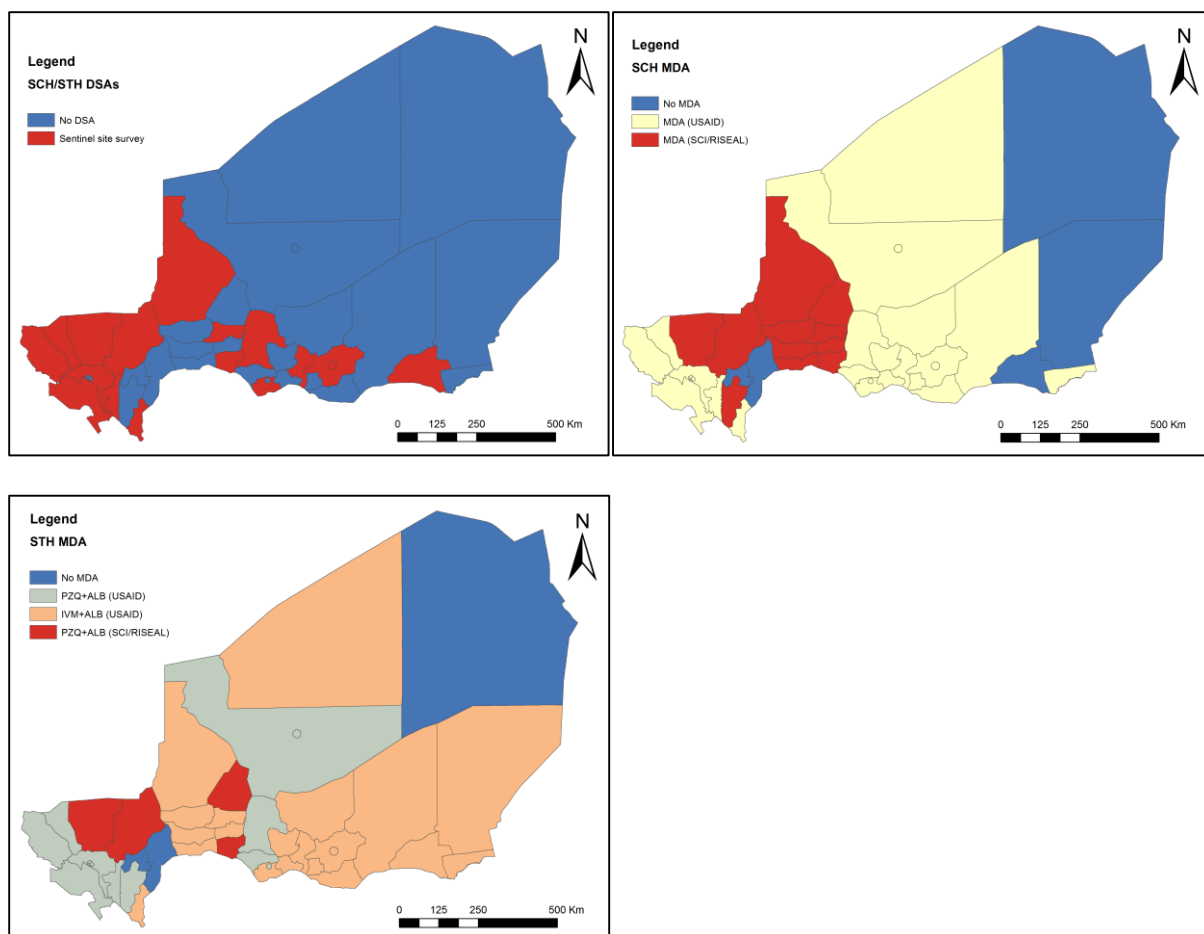 Legend
SCH/STH DSAs
No DSA
Sentinel site survey
N
0 125 250 500 Km
Legend
SCH MDA
No MDA
MDA (USAID)
MDA (SCI/RISEAL)
N
0 125 250 500 Km
Legend
STH MDA
No MDA
PZQ+ALB (USAID)
IVM+ALB (USAID)
PZQ+ALB (SCI/RISEAL)
N
0 125 250 500 Km